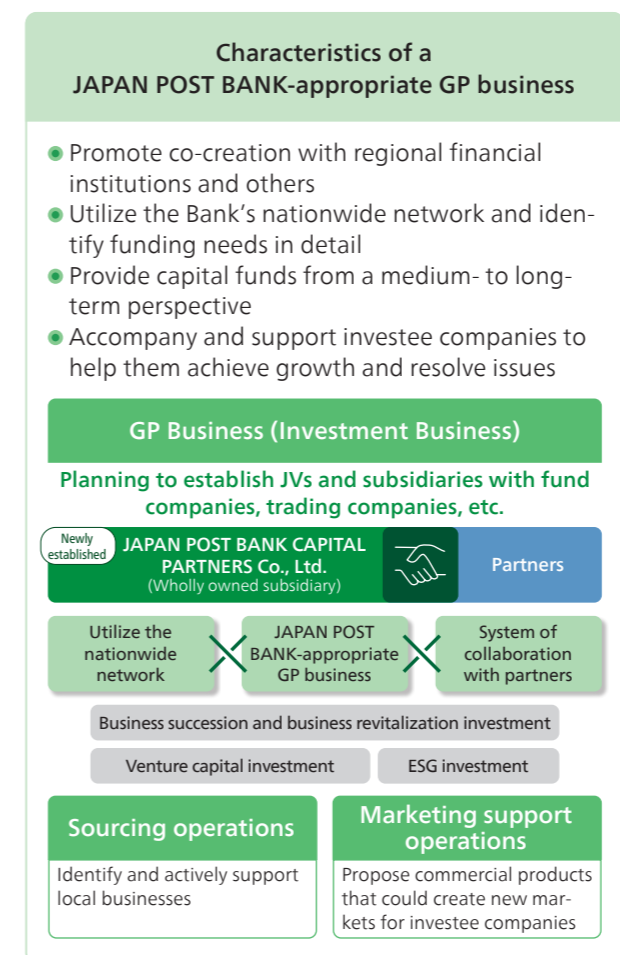 Characteristics of a
JAPAN POST BANK-appropriate GP business
Promote co-creation with regional financial
institutions and others
Utilize the Bank's nationwide network and iden-
tify funding needs in detail
Provide capital funds from a medium- to long-
term perspective
Accompany and support investee companies to
help them achieve growth and resolve issues
GP Business (Investment Business)
Planning to establish JVs and subsidiaries with fund
companies, trading companies, etc.
Newly
established
JAPAN POST BANK CAPITAL
PARTNERS Co., Ltd.
(Wholly owned subsidiary)
Partners
Utilize the
nationwide
network
JAPAN POST
BANK-appropriate
GP business
System of
collaboration
with partners
Business succession and business revitalization investment
Venture capital investment
ESG investment
Sourcing operations
Identify and actively support
local businesses
Marketing support
operations
Propose commercial products
that could create new mar-
kets for investee companies